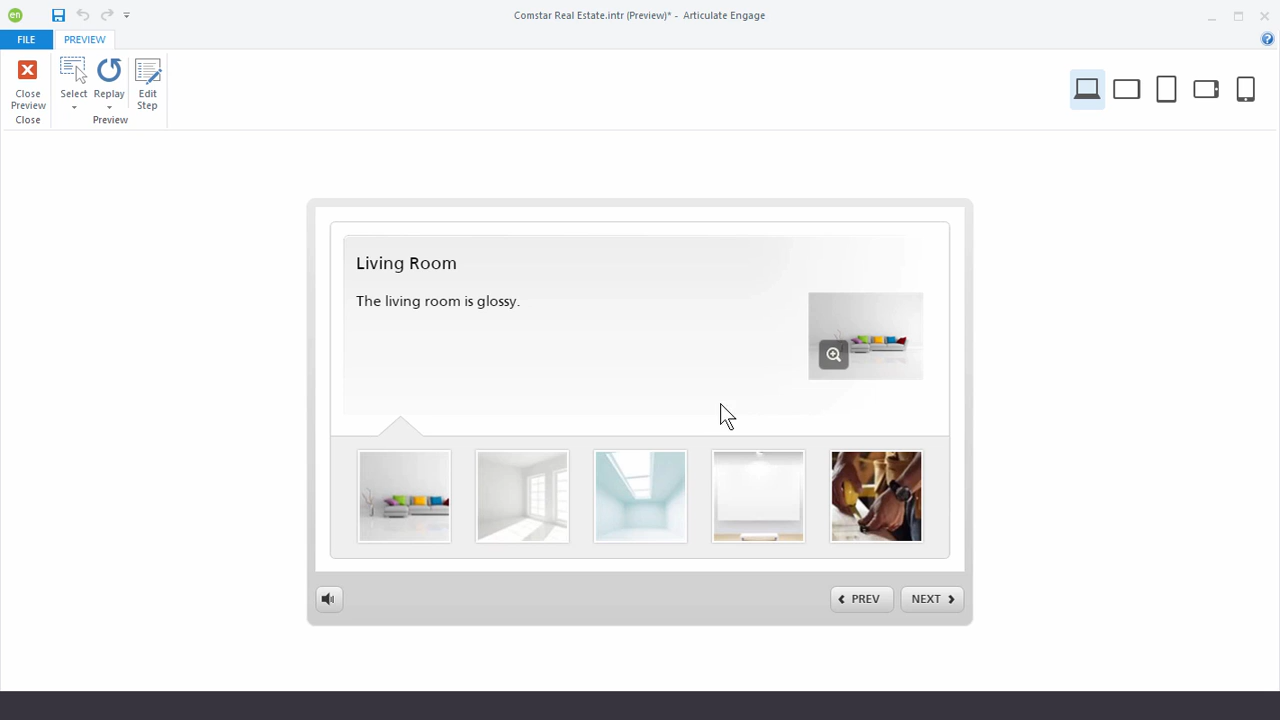 en
Comstar Real Estate.intr (Preview)* - Articulate Engage
FILE
PREVIEW
?
Close
Preview
Select
Replay
Edit
Step
Close
Preview
Living Room
The living room is glossy.
PREV
NEXT